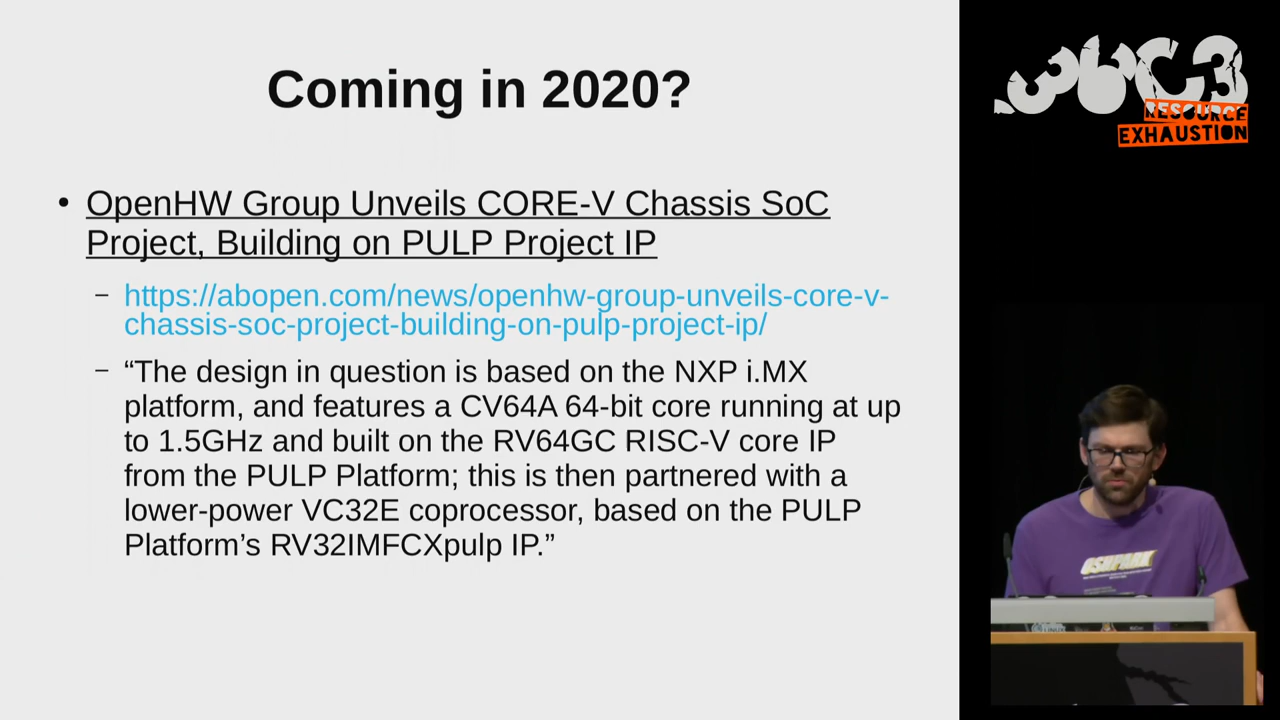 Coming in 2020?
• OpenHW Group Unveils CORE-V Chassis SoC
Project, Building on PULP Project IP
– https://abopen.com/news/openhw-group-unveils-core-v-
chassis-soc-project-building-on-pulp-project-ip/
– “The design in question is based on the NXP i.MX
platform, and features a CV64A 64-bit core running at up
to 1.5GHz and built on the RV64GC RISC-V core IP
from the PULP Platform; this is then partnered with a
lower-power VC32E coprocessor, based on the PULP
Platform’s RV32IMFCXpulp IP.”
36C3
RESOURCE
EXHAUSTION
OSHPARK